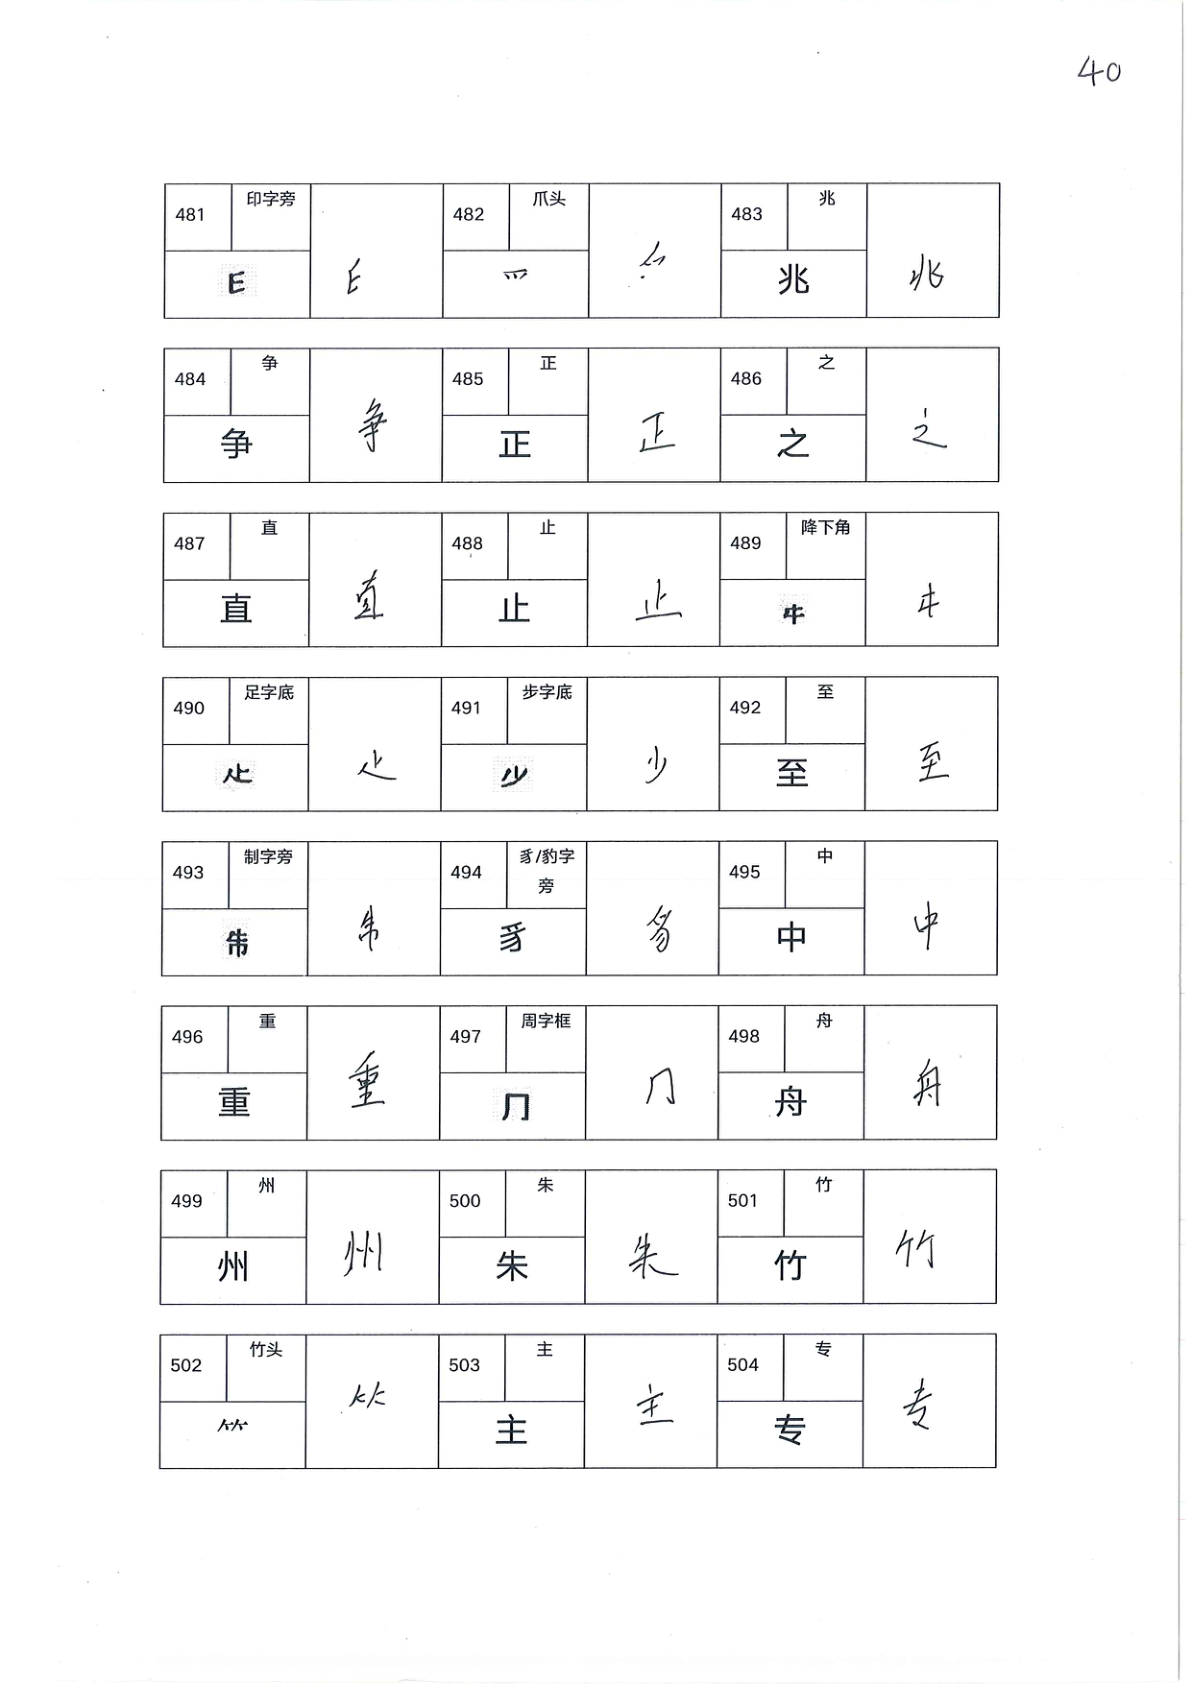 40
481 印字旁 482 爪头 483 兆
爫 兆 兆
484 争 485 正 486 之
争 争 正 正 之 之
487 直 488 止 489 降下角
直 直 止 止 㐄 㐄
490 足字底 491 步字底 492 至
至 至
493 制字旁 494 豸/豹字旁 495 中
豸 豸 中 中
496 重 497 周字框 498 舟
重 重 ⺆ ⺆ 舟 舟
499 州 500 朱 501 竹
州 州 朱 朱 竹 竹
502 竹头 503 主 504 专
⺮ ⺮ 主 主 专 专